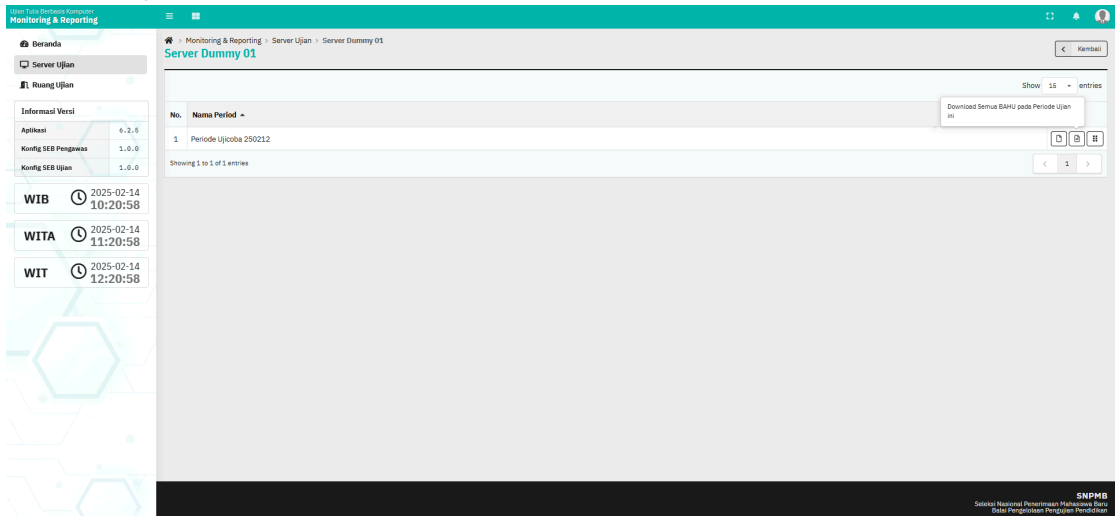 Ujian Tulis Berbasis Komputer
Monitoring & Reporting
Beranda
Server Ujian
Ruang Ujian
Informasi Versi
Aplikasi 6.2.5
Konfig SEB Pengawas 1.0.0
Konfig SEB Ujian 1.0.0
WIB 2025-02-14
10:20:58
WITA 2025-02-14
11:20:58
WIT 2025-02-14
12:20:58
> Monitoring & Reporting > Server Ujian > Server Dummy 01
Server Dummy 01
< Kembali
Show 15 entries
Download Semua BAHU pada Periode Ujian
ini
No. Nama Period
1 Periode Ujicoba 250212
Showing 1 to 1 of 1 entries
< 1 >
SNPMB
Seleksi Nasional Penerimaan Mahasiswa Baru
Balai Pengelolaan Pengujian Pendidikan